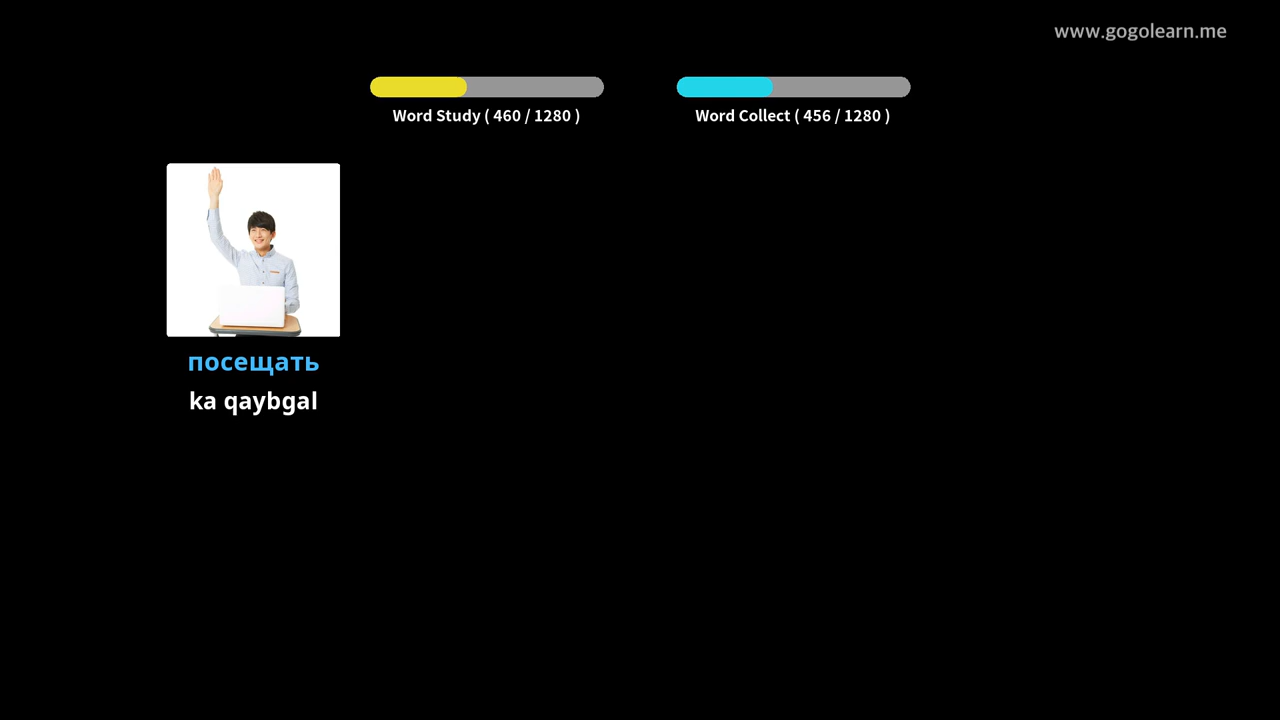 www.gogolearn.me
Word Study ( 460 / 1280 )
Word Collect ( 456 / 1280 )
посещать
ka qaybgal